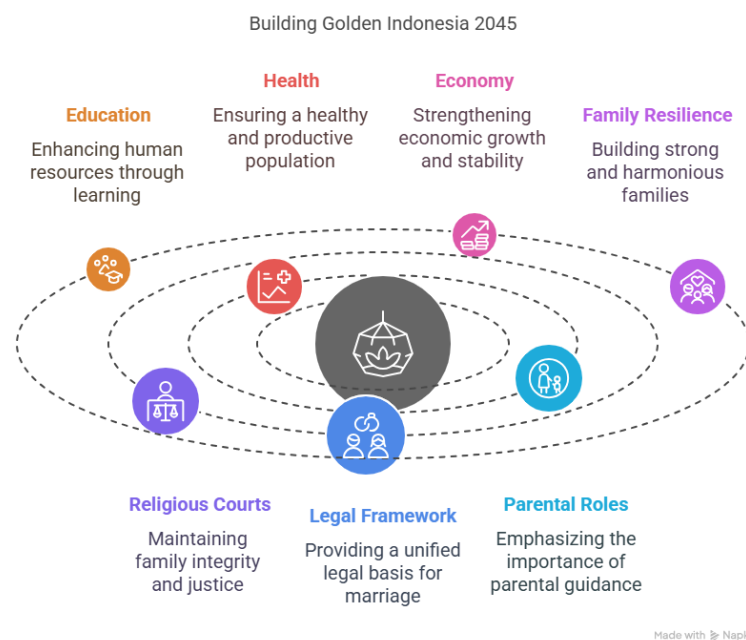 Building Golden Indonesia 2045
Health
Ensuring a healthy
and productive
population
Economy
Strengthening
economic growth
and stability
Education
Enhancing human
resources through
learning
Family Resilience
Building strong
and harmonious
families
Religious Courts
Maintaining
family integrity
and justice
Legal Framework
Providing a unified
legal basis for
marriage
Parental Roles
Emphasizing the
importance of
parental guidance
Made with